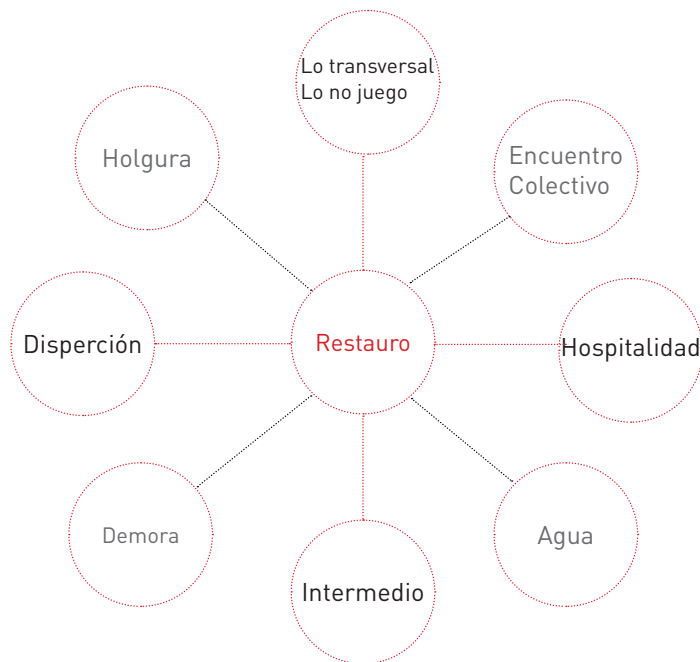 Lo transversal
Lo no juego
Holgura
Encuentro
Colectivo
Disperción
Restauro
Hospitalidad
Demora
Agua
Intermedio